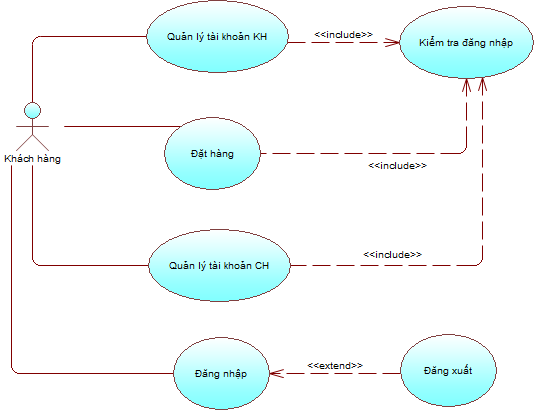 Quản lý tài khoản KH
<<include>>
Kiểm tra đăng nhập
Khách hàng
Đặt hàng
<<include>>
Quản lý tài khoản CH
<<include>>
Đăng nhập
<<extend>>
Đăng xuất